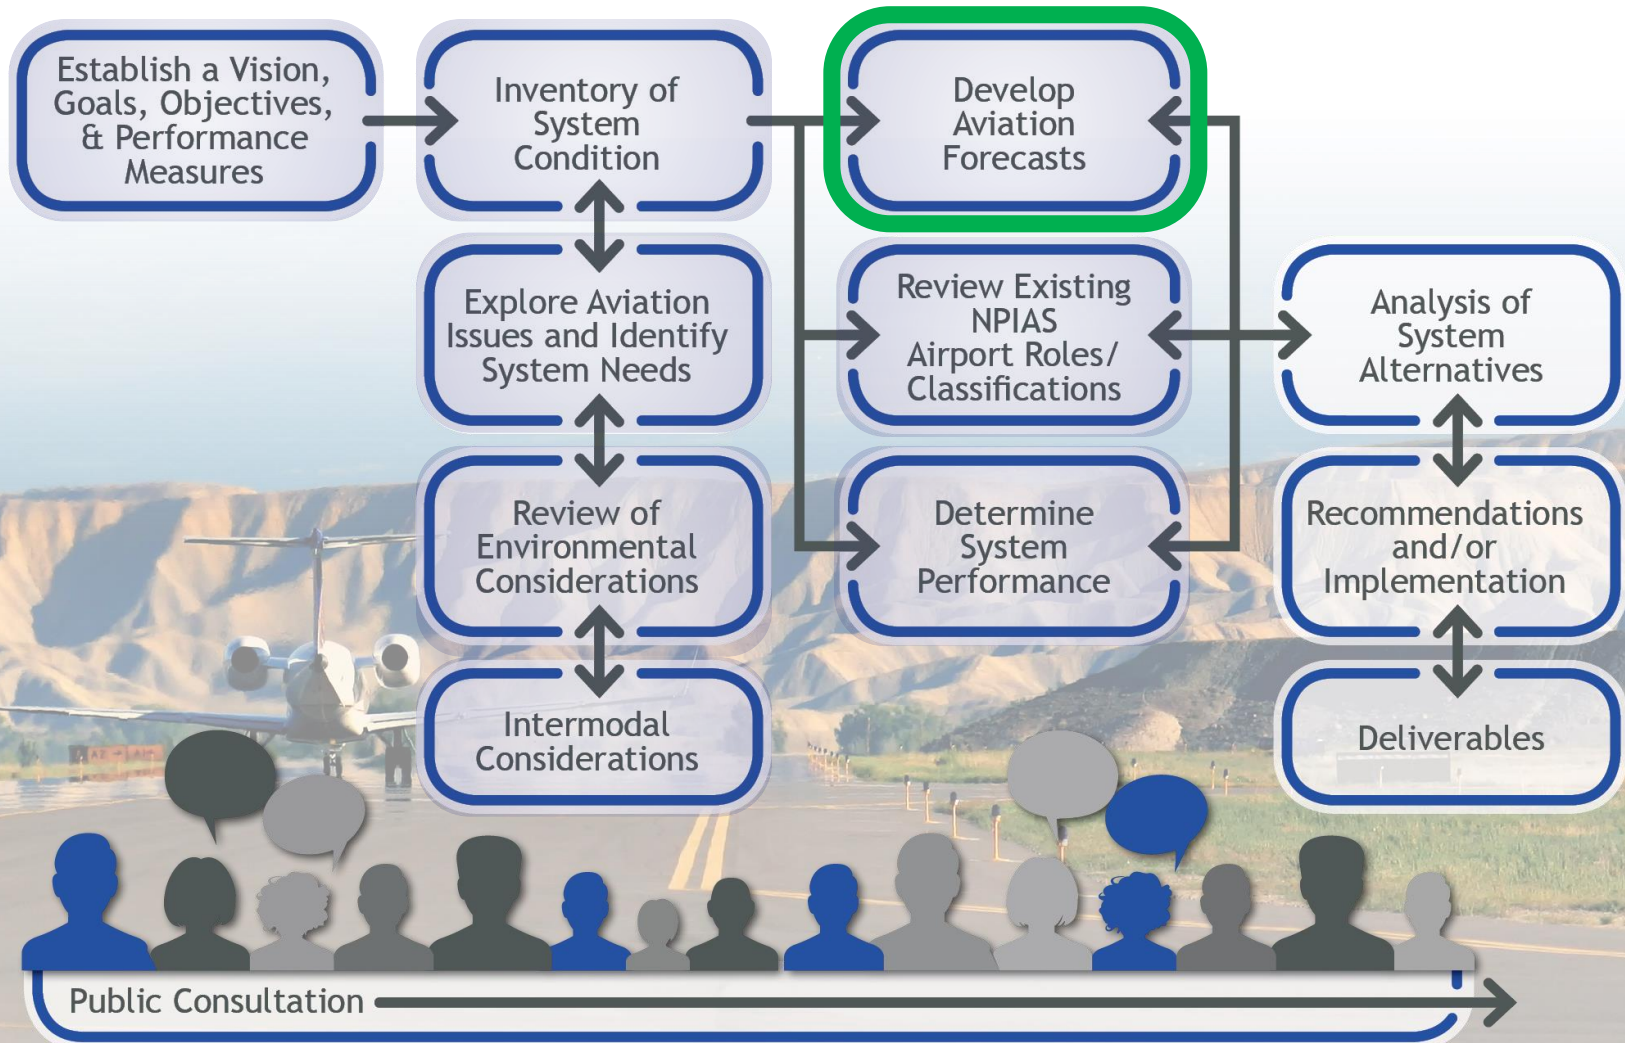 Establish a Vision,
Goals, Objectives,
& Performance
Measures
Inventory of
System
Condition
Develop
Aviation
Forecasts
Explore Aviation
Issues and Identify
System Needs
Review Existing
NPIAS
Airport Roles/
Classifications
Analysis of
System
Alternatives
Review of
Environmental
Considerations
Determine
System
Performance
Recommendations
and/or
Implementation
Intermodal
Considerations
Deliverables
Public Consultation